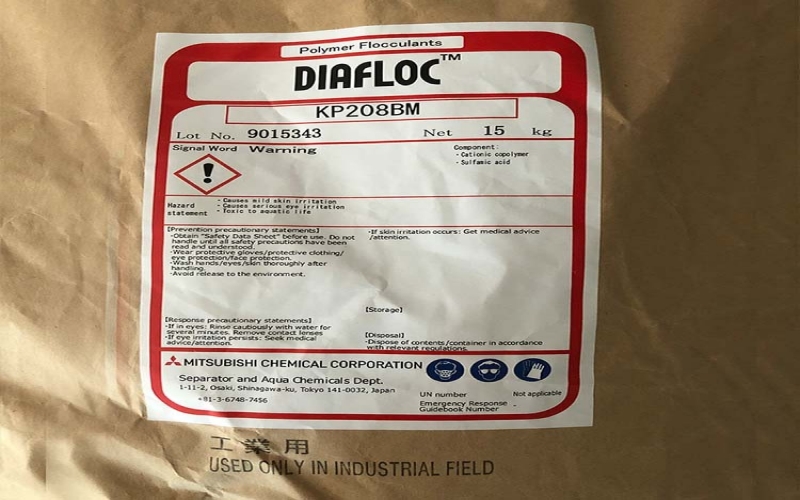 Polymer Flocculants
DIAFLOC™
KP208BM
Lot No. 9015343 Net 15 kg
Signal Word Warning
Component:
- Cationic copolymer
- Sulfamic acid
Hazard statement
- Causes mild skin irritation
- Causes serious eye irritation
- Toxic to aquatic life
[Prevention precautionary statements]
-Obtain "Safety Data Sheet" before use. Do not
handle until all safety precautions have been
read and understood.
-Wear protective gloves/protective clothing/
eye protection/face protection.
-Wash hands/eyes/skin thoroughly after
handling.
-Avoid release to the environment.
[Response precautionary statements]
-If in eyes: Rinse cautiously with water for
several minutes. Remove contact lenses
-If eye irritation persists: Seek medical
advice/attention.
-If skin irritation occurs: Get medical advice
/attention.
[Storage]
[Disposal]
-Dispose of contents/container in accordance
with relevant regulations.
MITSUBISHI CHEMICAL CORPORATION
Separator and Aqua Chemicals Dept.
1-11-2, Osaki, Shinagawa-ku, Tokyo 141-0032, Japan
+81-3-6748-7456
UN number Not applicable
Emergency Response
Guidebook Number -
工業用
USED ONLY IN INDUSTRIAL FIELD